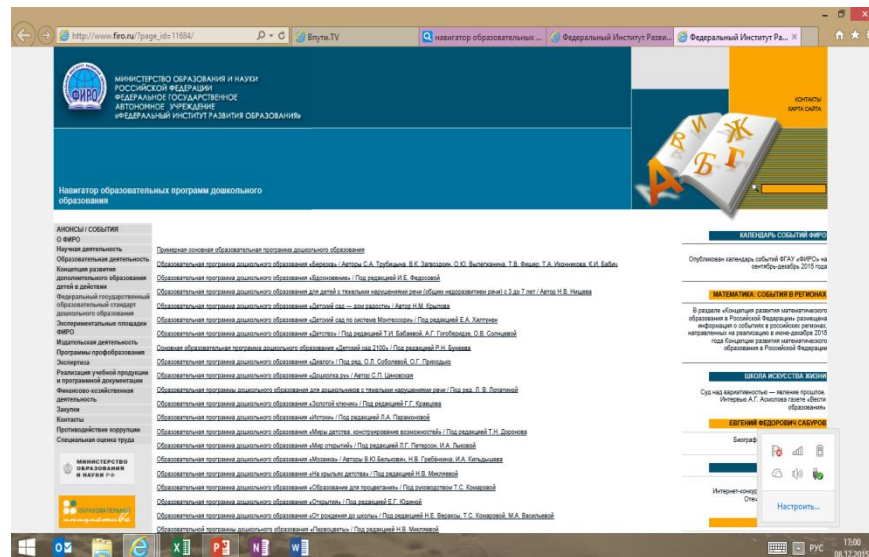 http://www.firo.ru/?page_id=11684/
Bnyte.TV
навигатор образовательных ...
Федеральный Институт Разви...
Федеральный Институт Ра...
МИНИСТЕРСТВО ОБРАЗОВАНИЯ И НАУКИ
РОССИЙСКОЙ ФЕДЕРАЦИИ
ФЕДЕРАЛЬНОЕ ГОСУДАРСТВЕННОЕ
АВТОНОМНОЕ УЧРЕЖДЕНИЕ
«ФЕДЕРАЛЬНЫЙ ИНСТИТУТ РАЗВИТИЯ ОБРАЗОВАНИЯ»
ФИРО
КОНТАКТЫ
КАРТА САЙТА
Навигатор образовательных программ дошкольного
образования
АНОНСЫ / СОБЫТИЯ
О ФИРО
Научная деятельность
Образовательная деятельность
Концепция развития
дополнительного образования
детей в действии
Федеральный государственный
образовательный стандарт
дошкольного образования
Экспериментальные площадки
ФИРО
Издательская деятельность
Программы профобразования
Экспертиза
Реализация учебной продукции
и программной документации
Финансово-хозяйственная
деятельность
Закупки
Контакты
Противодействие коррупции
Специальная оценка труда
МИНИСТЕРСТВО
ОБРАЗОВАНИЯ
И НАУКИ РФ
Примерная основная образовательная программа дошкольного образования
Образовательная программа дошкольного образования «Березка» / Авторы С.А. Трубицына, В.К. Загвоздкин, О.Ю. Вылегжанина, Т.В. Фишер, Т.А. Иконникова, К.И. Бабич
Образовательная программа дошкольного образования «Вдохновение» / Под редакцией И.Е. Федосовой
Образовательная программа дошкольного образования для детей с тяжелыми нарушениями речи (общим недоразвитием речи) с 3 до 7 лет / Автор Н.В. Нищева
Образовательная программа дошкольного образования «Детский сад — дом радости» / Автор Н.М. Крылова
Образовательная программа дошкольного образования «Детский сад по системе Монтессори» / Под редакцией Е.А. Хилтунен
Образовательная программа дошкольного образования «Детство» / Под редакцией Т.И. Бабаевой, А.Г. Гогоберидзе, О.В. Солнцевой
Основная образовательная программа дошкольного образования «Детский сад 2100» / Под редакцией Р.Н. Бунеева
Образовательная программа дошкольного образования «Диалог» / Под ред. О.Л. Соболевой, О.Г. Приходько
Образовательная программа дошкольного образования «Дошколка.ру» / Автор С.П. Цановская
Образовательная программы дошкольного образования для дошкольников с тяжелыми нарушениями речи / Под ред. Л. В. Лопатиной
Образовательная программа дошкольного образования «Золотой ключик» / Под редакцией Г.Г. Кравцова
Образовательная программа дошкольного образования «Истоки» / Под редакцией Л.А. Парамоновой
Образовательная программа дошкольного образования «Миры детства: конструирование возможностей» / Под редакцией Т.Н. Доронова
Образовательная программа дошкольного образования «Мир открытий» / Под редакцией Л.Г. Петерсон, И.А. Лыковой
Образовательная программа дошкольного образования «Мозаика» / Авторы В.Ю.Белькович, Н.В. Гребёнкина, И.А. Кильдышева
Образовательная программа дошкольного образования «На крыльях детства» / Под редакцией Н.В. Микляевой
Образовательная программа дошкольного образования «Образование для процветания» / Под руководством Т.С. Комаровой
Образовательная программа дошкольного образования «Открытия» / Под редакцией Е.Г. Юдиной
Образовательная программа дошкольного образования «От рождения до школы» / Под редакцией Н.Е. Вераксы, Т.С. Комаровой, М.А. Васильевой
Образовательной программы дошкольного образования «Первоцветы» / Под редакцией Н.В. Микляевой
КАЛЕНДАРЬ СОБЫТИЙ ФИРО
Опубликован календарь событий ФГАУ «ФИРО» на
сентябрь-декабрь 2015 года
МАТЕМАТИКА: СОБЫТИЯ В РЕГИОНАХ
В разделе «Концепция развития математического
образования в Российской Федерации» размещена
информация о событиях в российских регионах,
направленных на реализацию в июне-декабре 2015
года Концепции развития математического
образования в Российской Федерации
ШКОЛА ИСКУССТВА ЖИЗНИ
Суд над вариативностью — явление прошлое.
Интервью А.Г. Асмолова газете «Вести
образования»
ЕВГЕНИЙ ФЕДОРОВИЧ САБУРОВ
Биограф
Интернет-конкур
Настроить...
РУС
17:00
08.12.2015